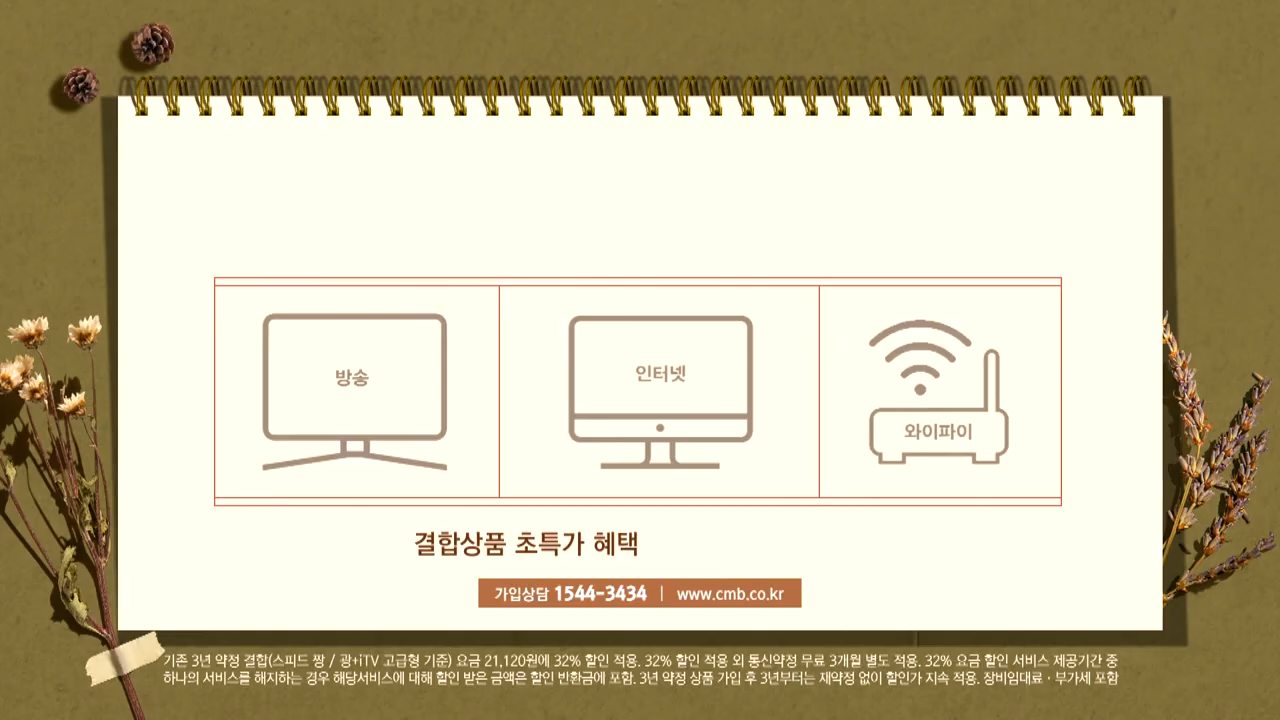 방송
인터넷
와이파이
결합상품 초특가 혜택
가입상담 1544-3434 | www.cmb.co.kr
기존 3년 약정 결합(스피드 짱 / 광+iTV 고급형 기준) 요금 21,120원에 32% 할인 적용. 32% 할인 적용 외 통신약정 무료 3개월 별도 적용. 32% 요금 할인 서비스 제공기간 중
하나의 서비스를 해지하는 경우 해당서비스에 대해 할인 받은 금액은 할인 반환금에 포함. 3년 약정 상품 가입 후 3년부터는 재약정 없이 할인가 지속 적용. 장비임대료 · 부가세 포함